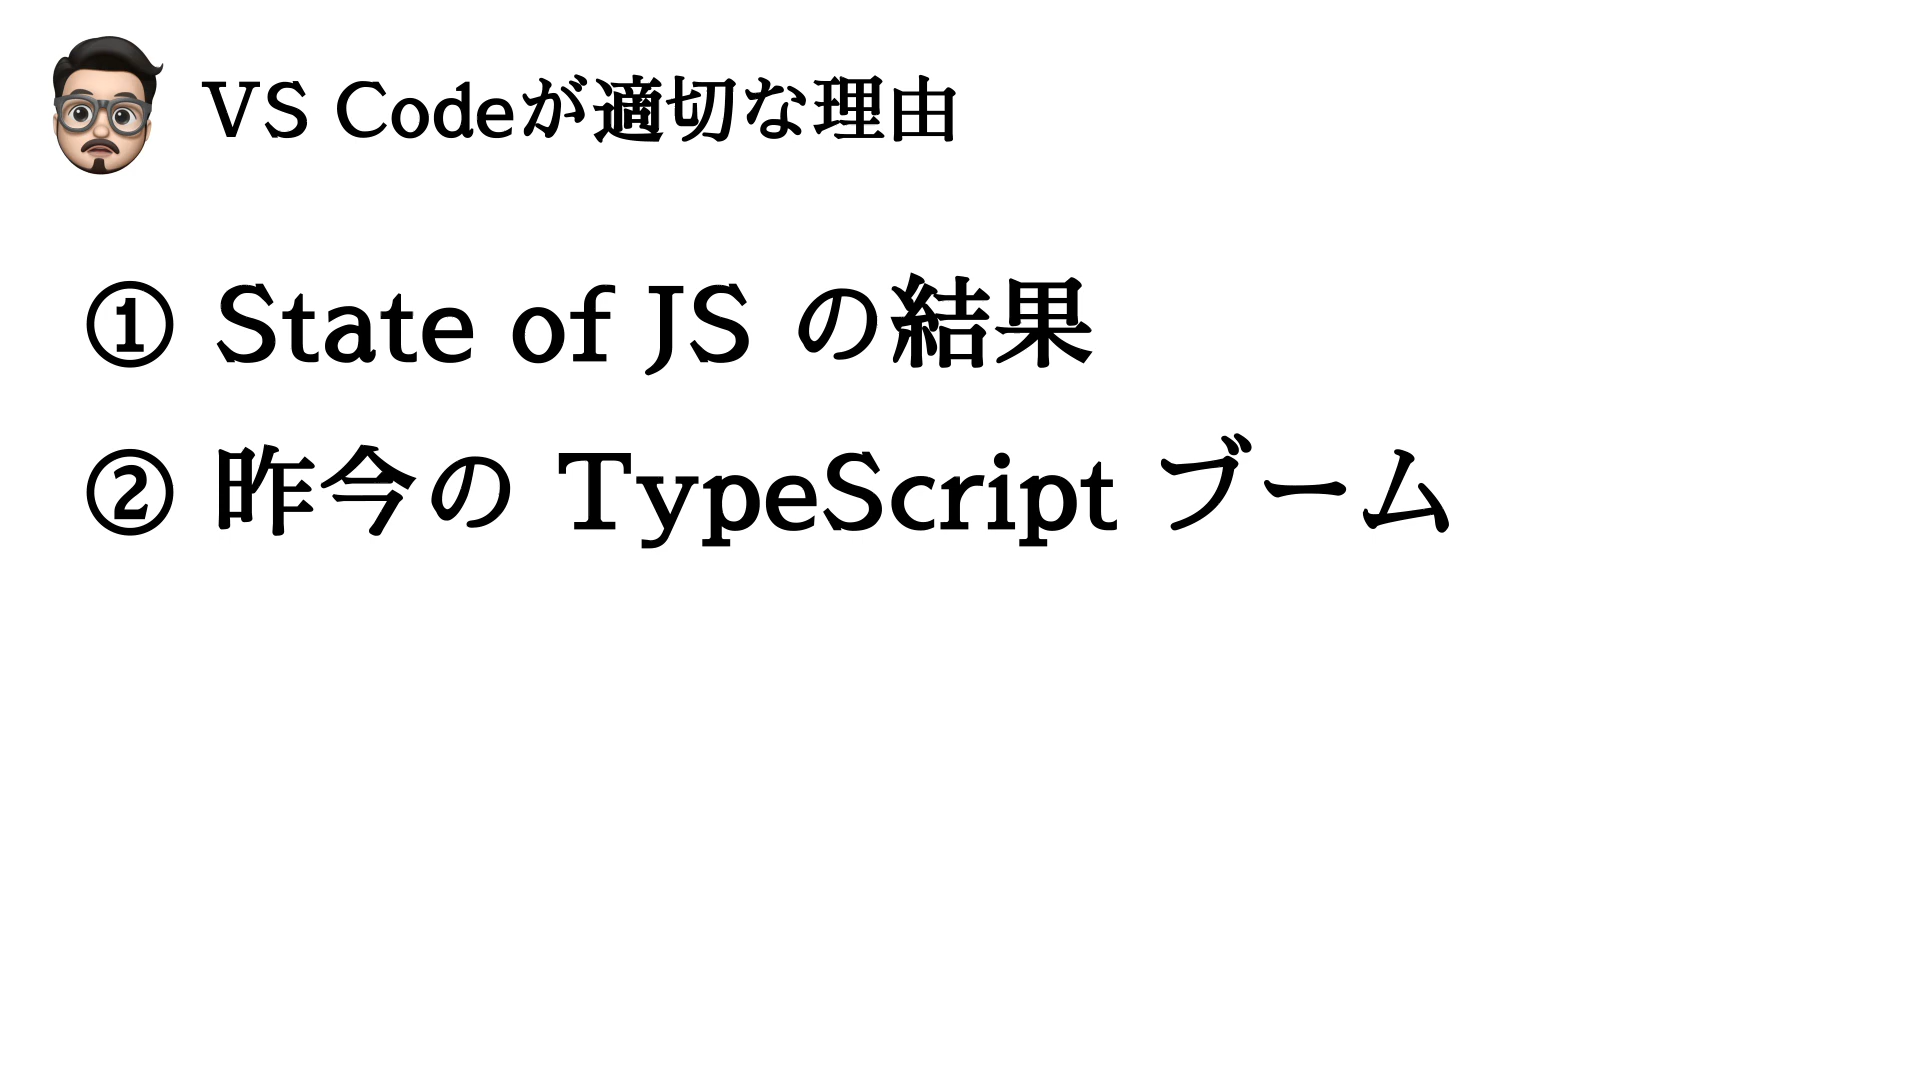 VS Codeが適切な理由
① State of JS の結果
② 昨今の TypeScript ブーム